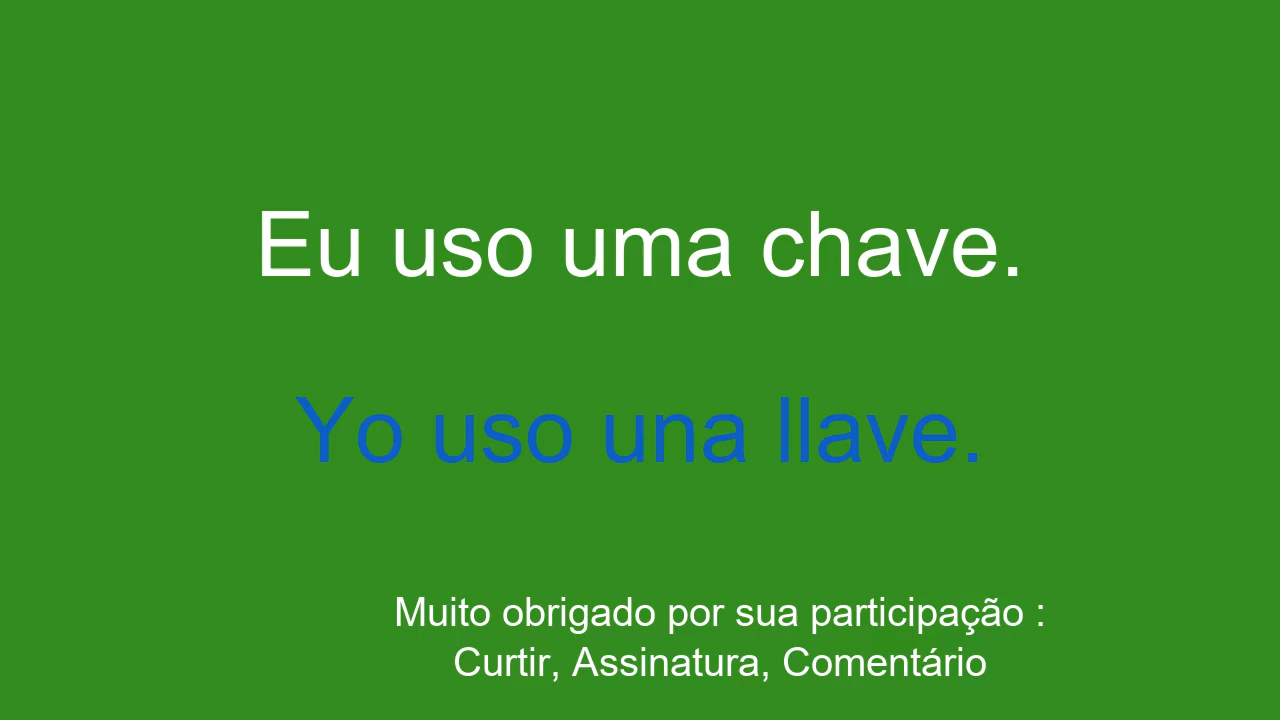 Eu uso uma chave.
Yo uso una llave.
Muito obrigado por sua participação :
Curtir, Assinatura, Comentário